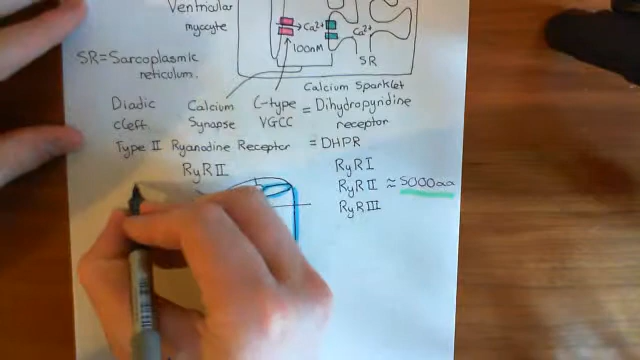 Ventricular
myocyte
Ca²⁺
Ca²⁺
100nM
SR
SR = Sarcoplasmic
reticulum.
Calcium Sparklet
Diadic
cleft
Calcium
Synapse
L-type
VGCC
= Dihydropyridine
receptor
Type II Ryanodine Receptor
= DHPR
RyR II
RyR I
RyR II ≈ 5000aa
RyR III